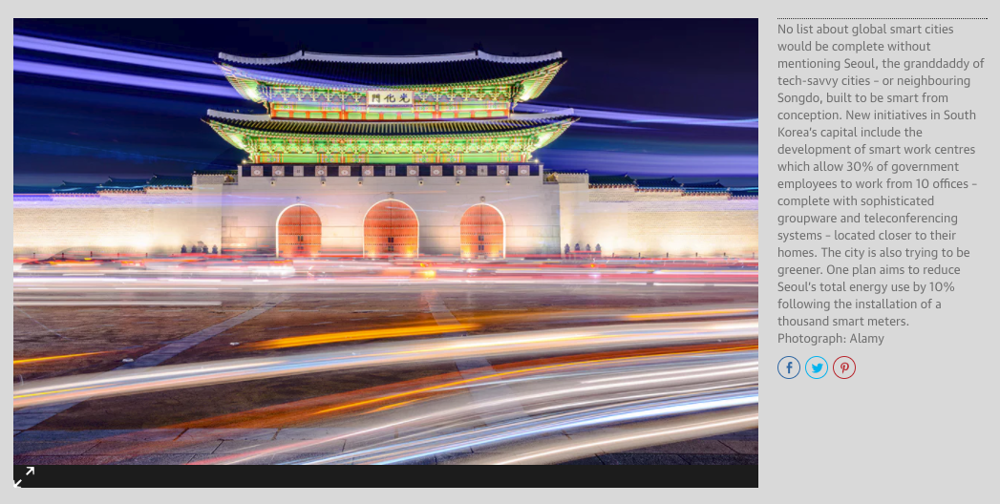 門化光
No list about global smart cities
would be complete without
mentioning Seoul, the granddaddy of
tech-savvy cities – or neighbouring
Songdo, built to be smart from
conception. New initiatives in South
Korea's capital include the
development of smart work centres
which allow 30% of government
employees to work from 10 offices –
complete with sophisticated
groupware and teleconferencing
systems – located closer to their
homes. The city is also trying to be
greener. One plan aims to reduce
Seoul's total energy use by 10%
following the installation of a
thousand smart meters.
Photograph: Alamy